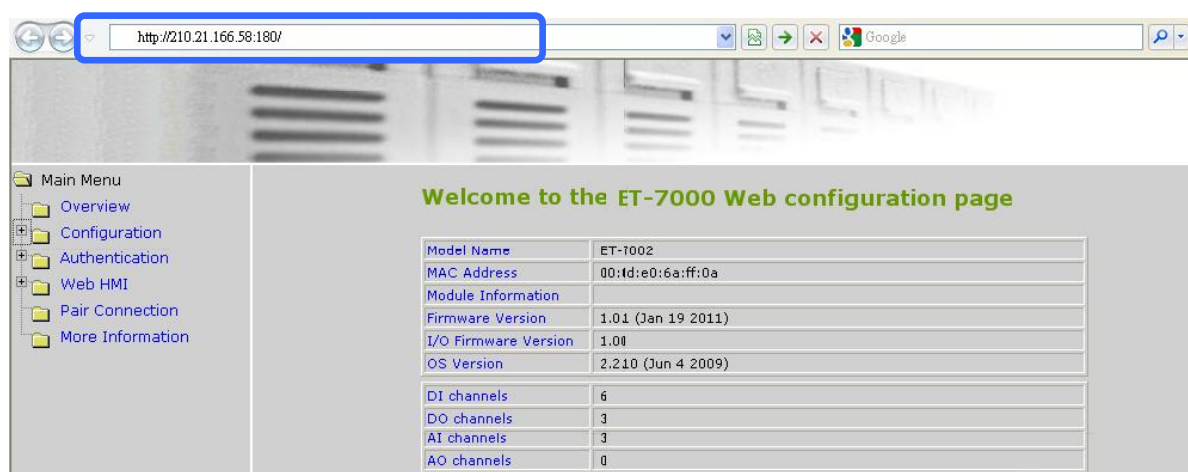 http://210.21.166.58:180/
Google
Main Menu
Overview
Configuration
Authentication
Web HMI
Pair Connection
More Information
Welcome to the ET-7000 Web configuration page
Model Name ET-7002
MAC Address 00:0d:e0:6a:ff:0a
Module Information
Firmware Version 1.01 (Jan 19 2011)
I/O Firmware Version 1.00
OS Version 2.210 (Jun 4 2009)
DI channels 6
DO channels 3
AI channels 3
AO channels 0